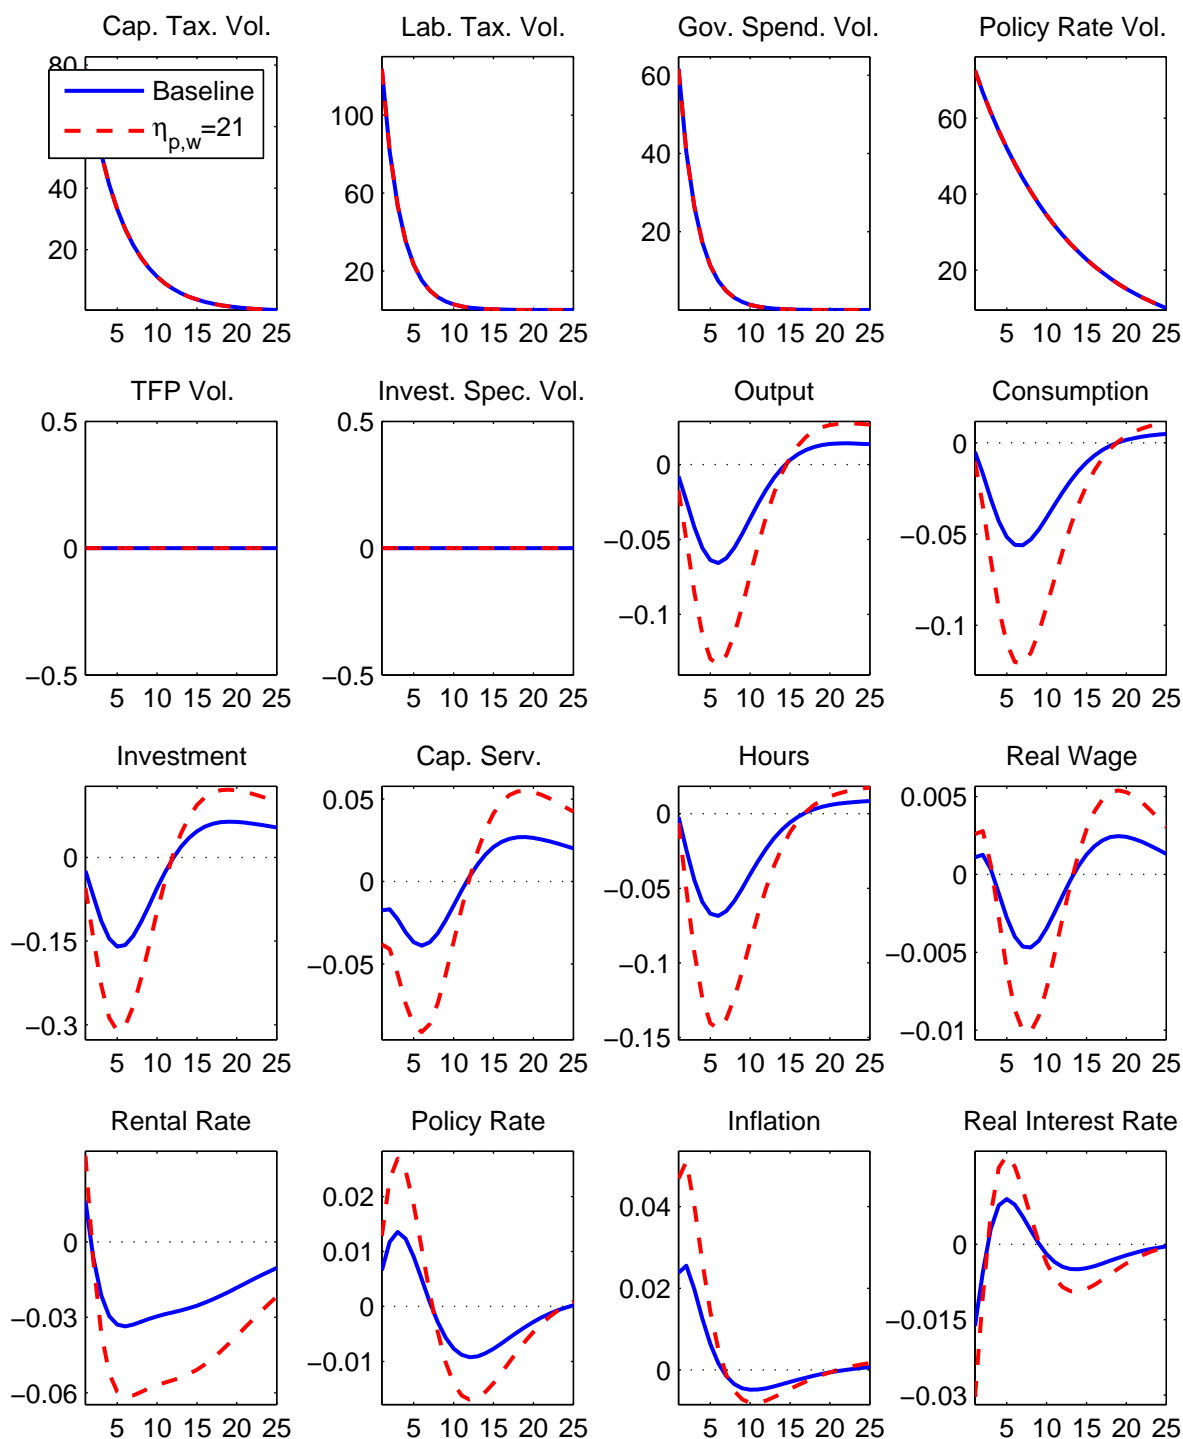 Cap. Tax. Vol. Lab. Tax. Vol. Gov. Spend. Vol. Policy Rate Vol.
80
Baseline
η_p,w=21
40
20
5 10 15 20 25
100
60
20
5 10 15 20 25
60
40
20
5 10 15 20 25
60
40
20
5 10 15 20 25
TFP Vol. Invest. Spec. Vol. Output Consumption
0.5
0
−0.5
5 10 15 20 25
0.5
0
−0.5
5 10 15 20 25
0
−0.05
−0.1
5 10 15 20 25
0
−0.05
−0.1
5 10 15 20 25
Investment Cap. Serv. Hours Real Wage
0
−0.15
−0.3
5 10 15 20 25
0.05
0
−0.05
5 10 15 20 25
0
−0.05
−0.1
−0.15
5 10 15 20 25
0.005
0
−0.005
−0.01
5 10 15 20 25
Rental Rate Policy Rate Inflation Real Interest Rate
0
−0.03
−0.06
5 10 15 20 25
0.02
0.01
0
−0.01
5 10 15 20 25
0.04
0.02
0
5 10 15 20 25
0
−0.015
−0.03
5 10 15 20 25